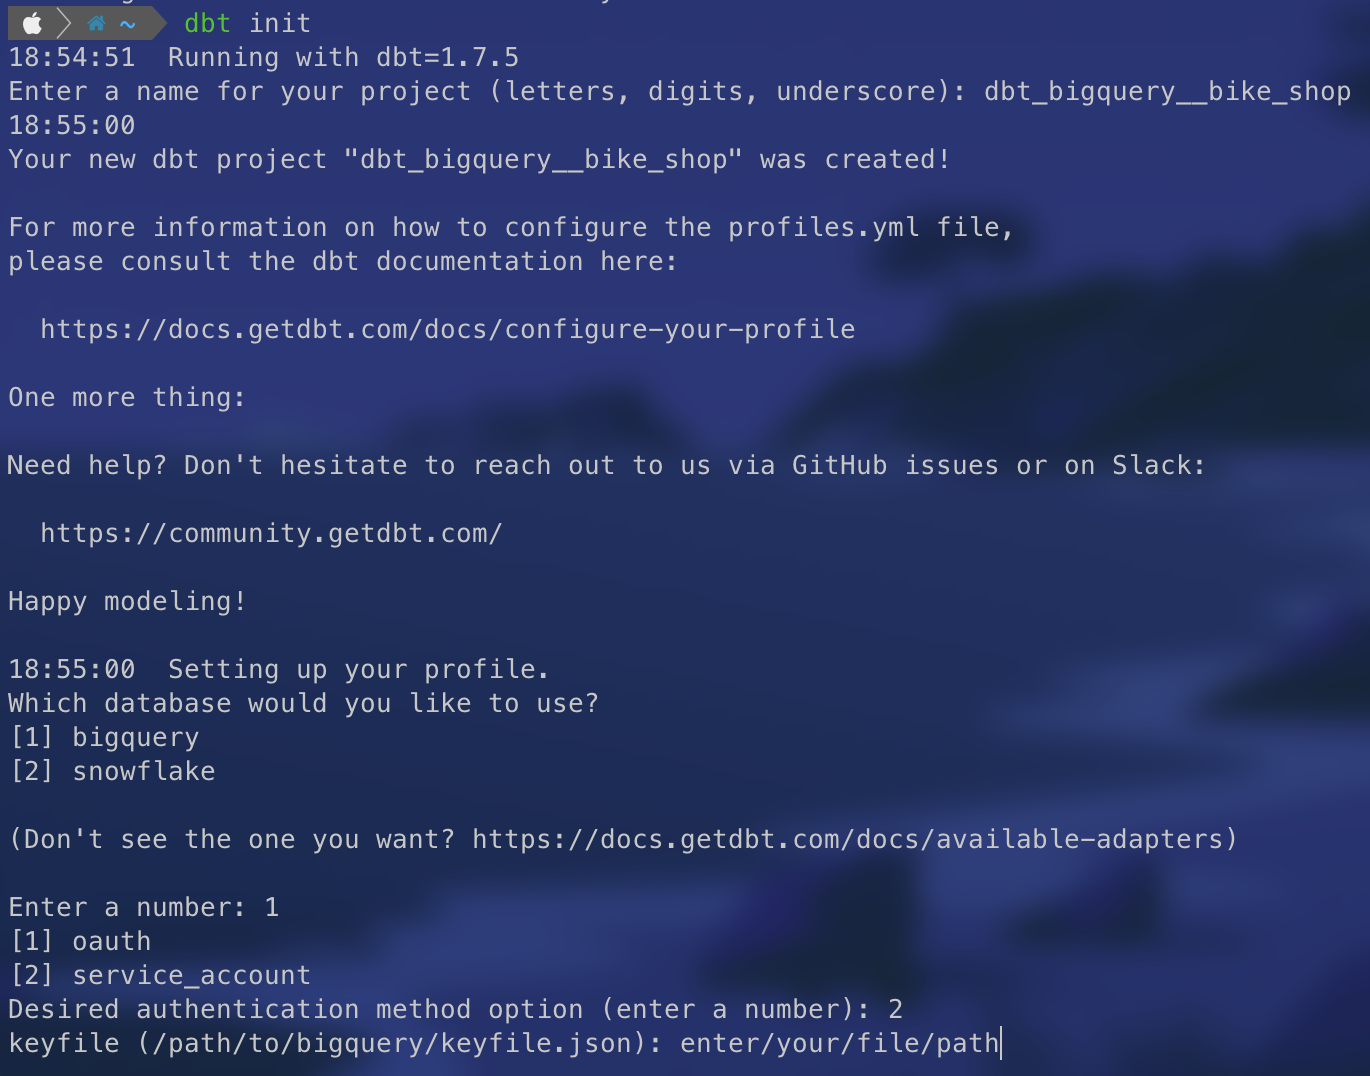 ~ dbt init
18:54:51  Running with dbt=1.7.5
Enter a name for your project (letters, digits, underscore): dbt_bigquery__bike_shop
18:55:00
Your new dbt project "dbt_bigquery__bike_shop" was created!
For more information on how to configure the profiles.yml file,
please consult the dbt documentation here:
https://docs.getdbt.com/docs/configure-your-profile
One more thing:
Need help? Don't hesitate to reach out to us via GitHub issues or on Slack:
https://community.getdbt.com/
Happy modeling!
18:55:00  Setting up your profile.
Which database would you like to use?
[1] bigquery
[2] snowflake
(Don't see the one you want? https://docs.getdbt.com/docs/available-adapters)
Enter a number: 1
[1] oauth
[2] service_account
Desired authentication method option (enter a number): 2
keyfile (/path/to/bigquery/keyfile.json): enter/your/file/path